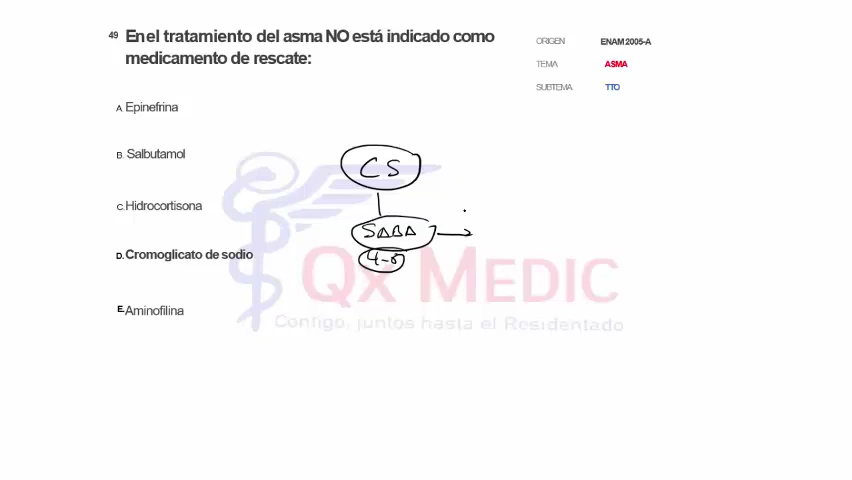 49 En el tratamiento del asma NO está indicado como
medicamento de rescate:
ORIGEN ENAM 2005-A
TEMA ASMA
SUBTEMA TTO
A. Epinefrina
B. Salbutamol
C. Hidrocortisona
D. Cromoglicato de sodio
E. Aminofilina
CS
SABA
4-8
Qx MEDIC
Contigo, juntos hasta el Residentado